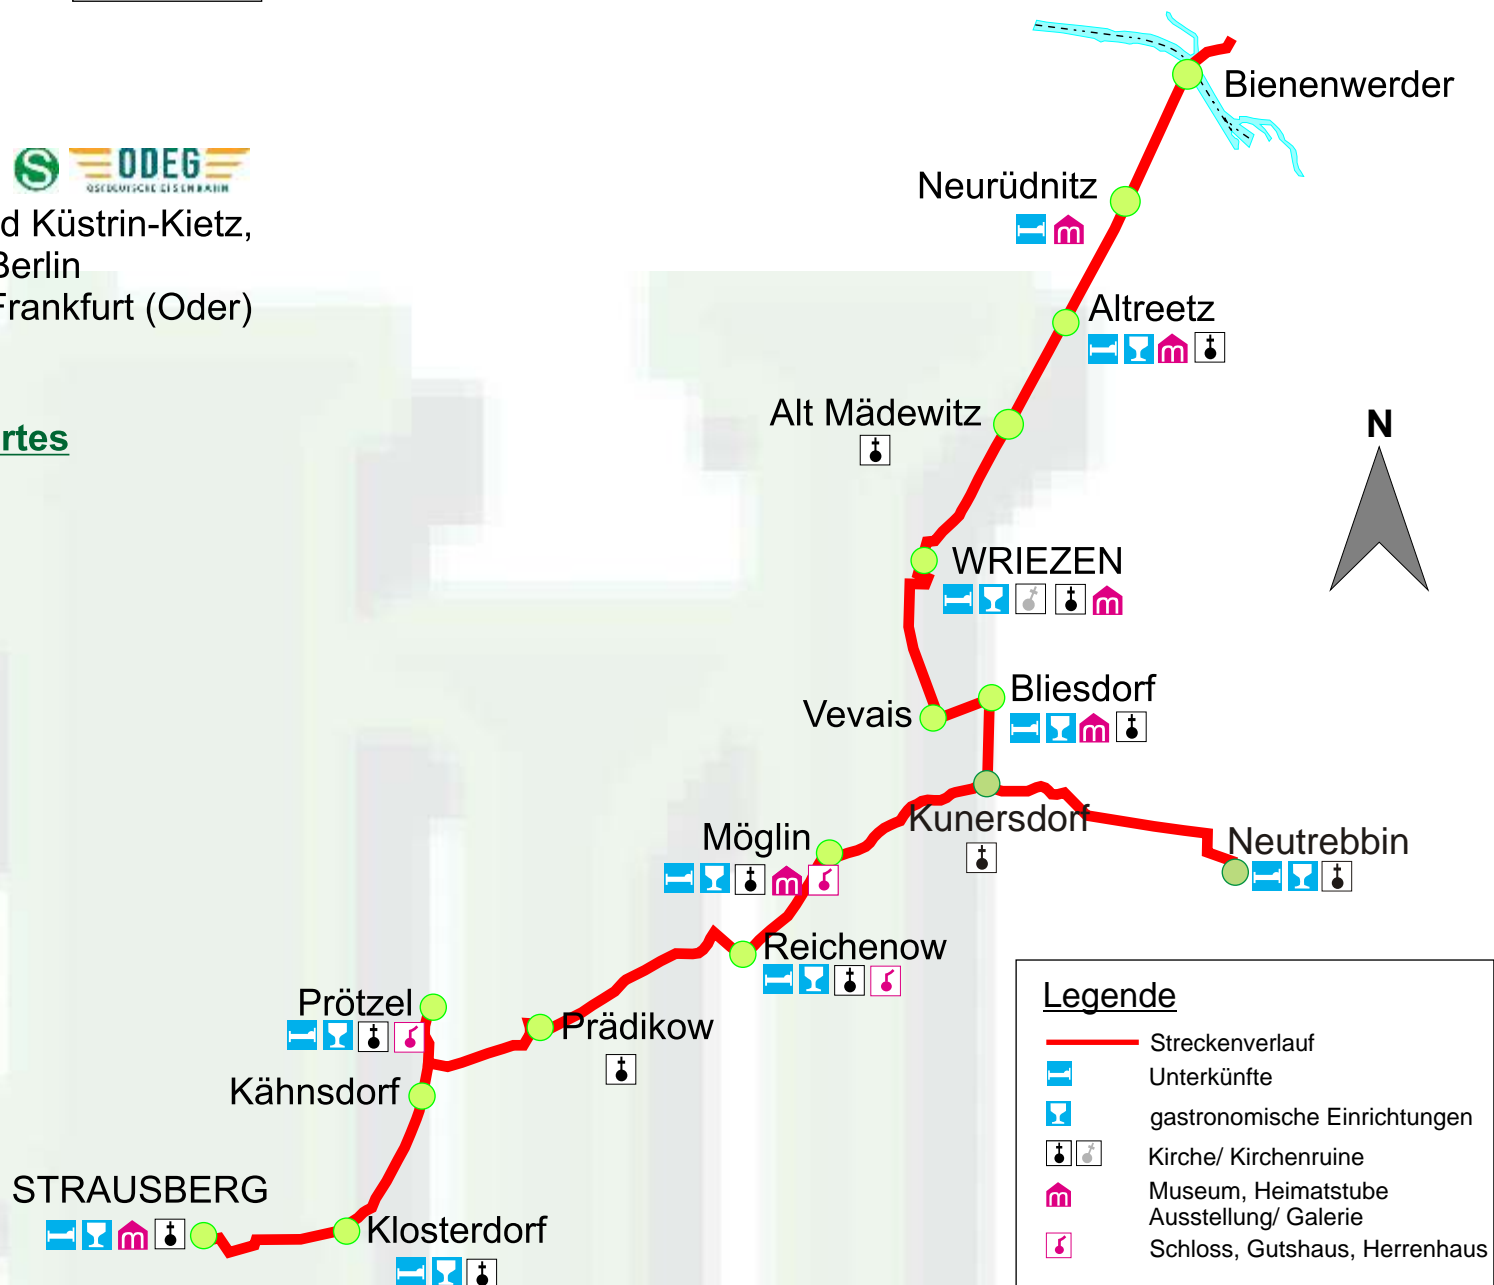 Bienenwerder
S
ODEG
OSTDEUTSCHE EISENBAHN
Neurüdnitz
d Küstrin-Kietz,
Berlin
Frankfurt (Oder)
Altreetz
Alt Mädewitz
rtes
N
WRIEZEN
Bliesdorf
Vevais
Kunersdorf
Möglin
Neutrebbin
Reichenow
Prötzel
Prädikow
Kähnsdorf
STRAUSBERG
Klosterdorf
Legende
Streckenverlauf
Unterkünfte
gastronomische Einrichtungen
Kirche/ Kirchenruine
Museum, Heimatstube
Ausstellung/ Galerie
Schloss, Gutshaus, Herrenhaus